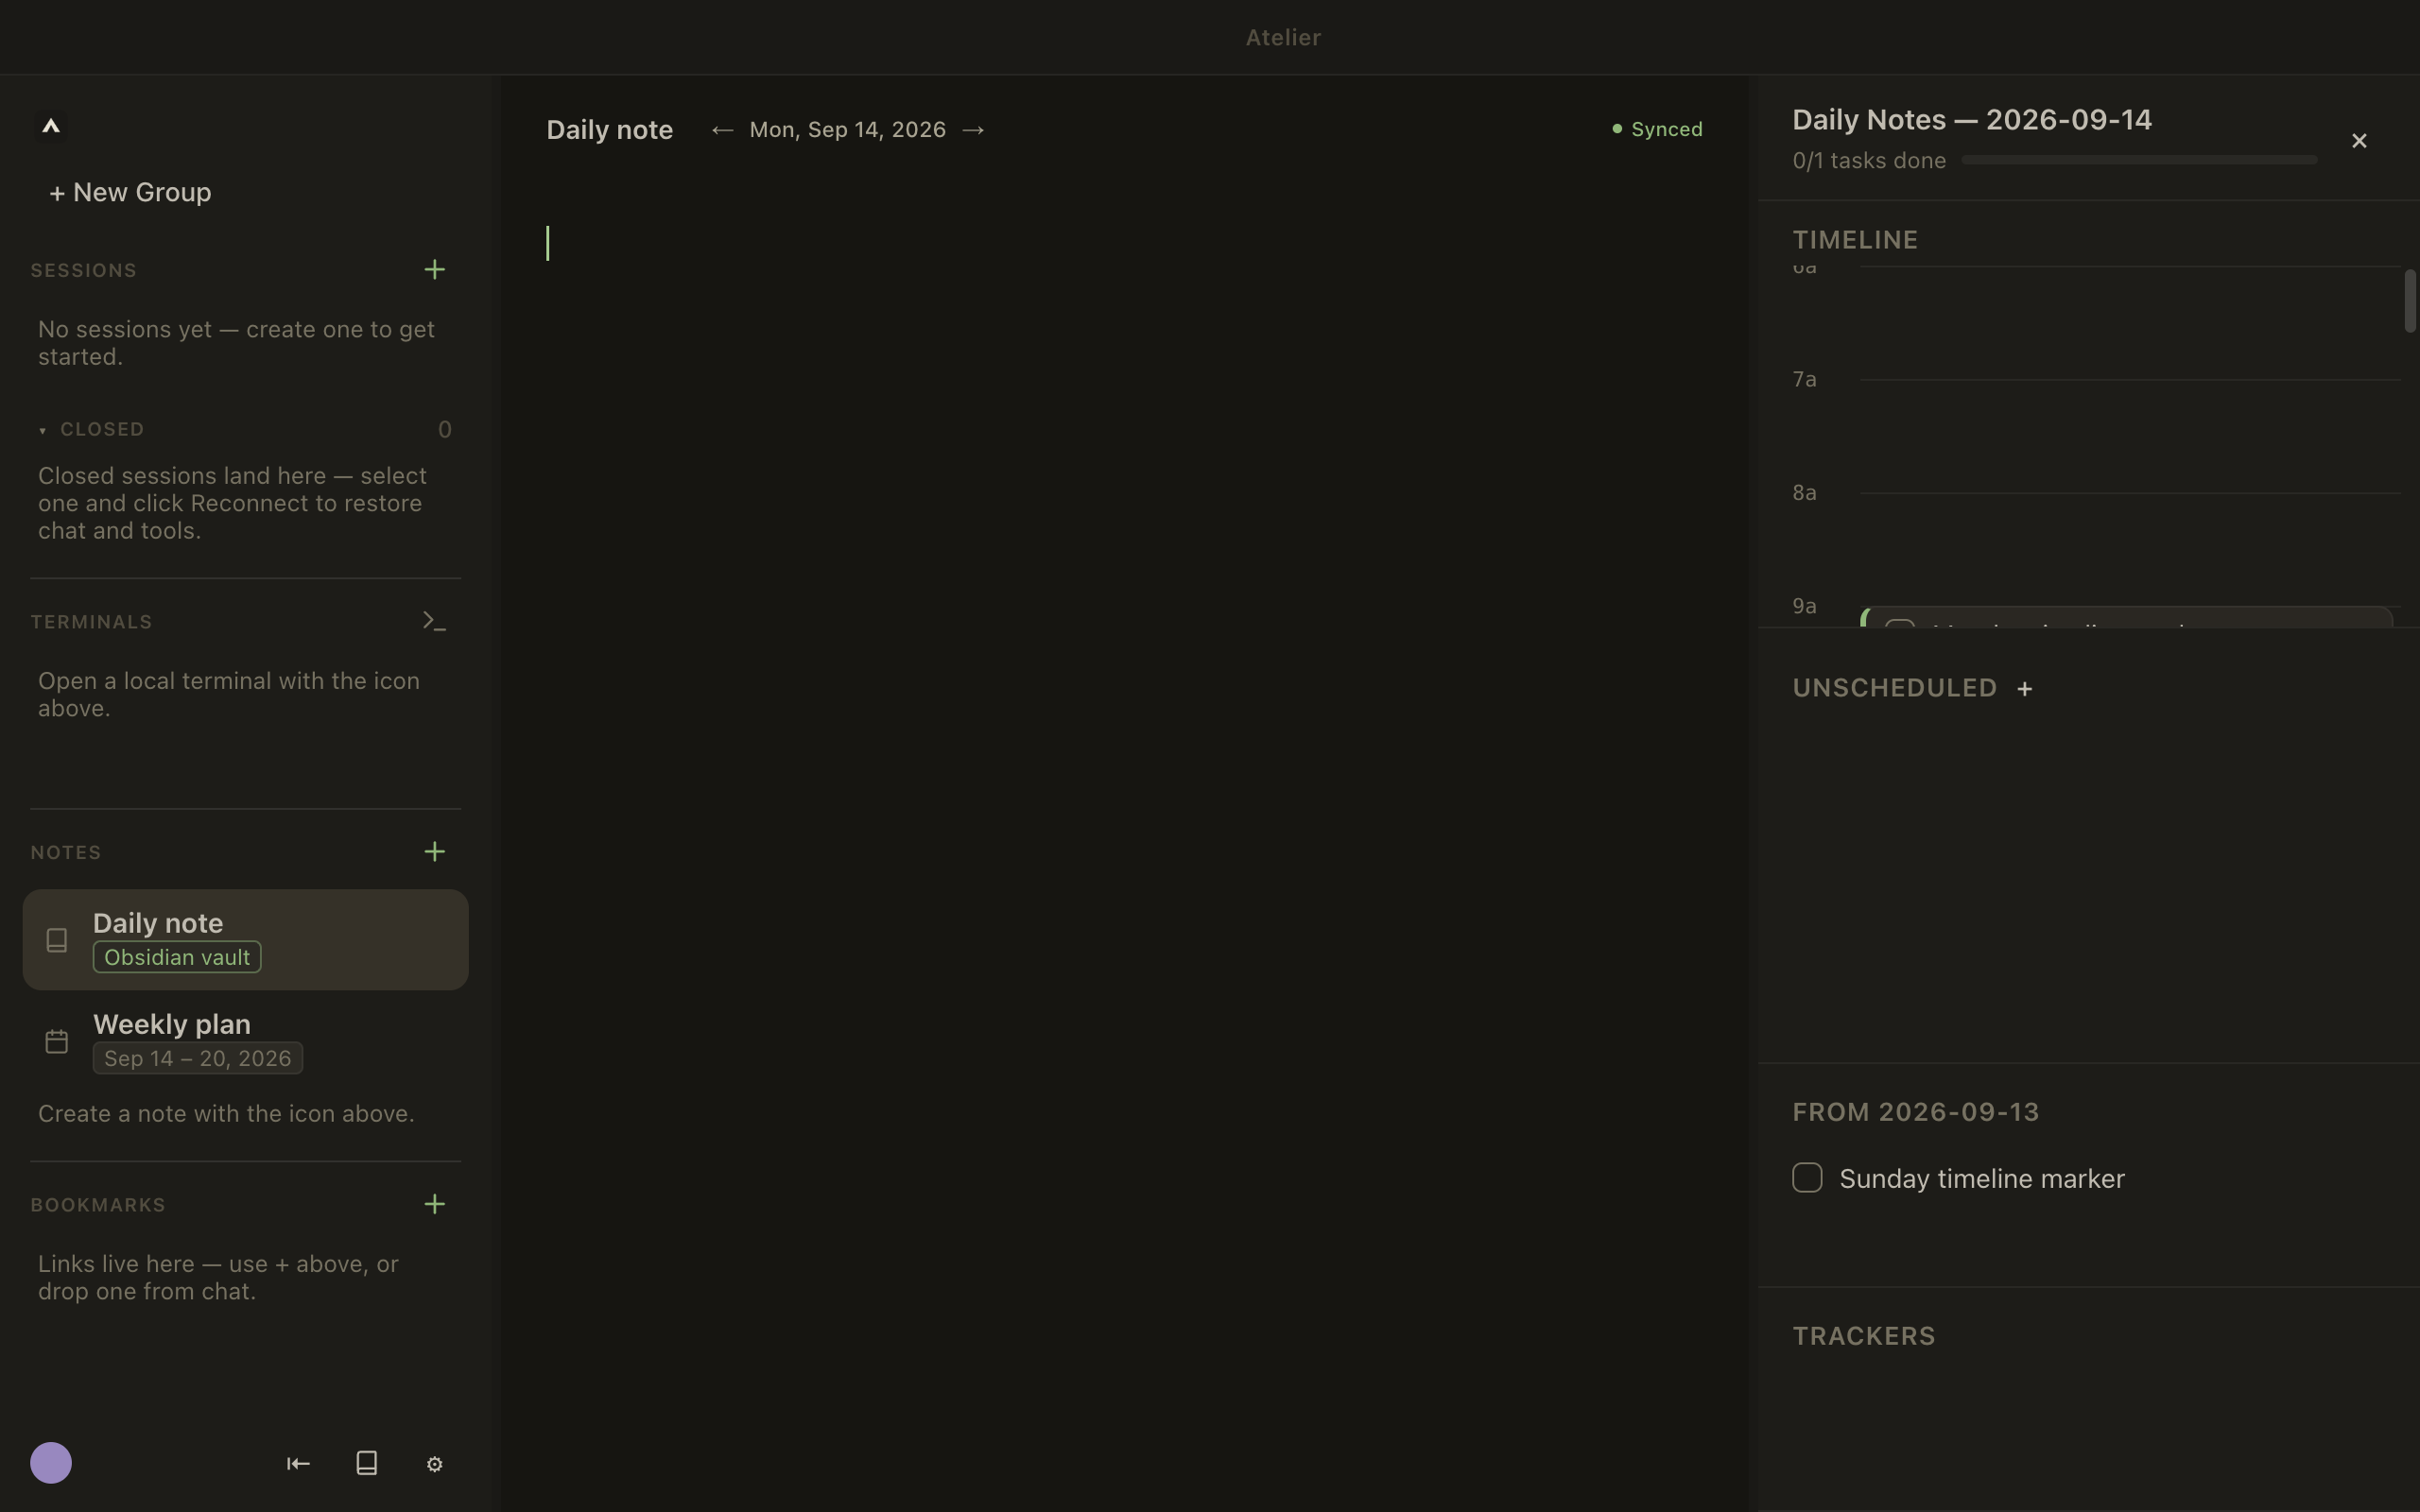 Atelier
+ New Group
SESSIONS
No sessions yet — create one to get
started.
CLOSED 0
Closed sessions land here — select
one and click Reconnect to restore
chat and tools.
TERMINALS
Open a local terminal with the icon
above.
NOTES
Daily note
Obsidian vault
Weekly plan
Sep 14 – 20, 2026
Create a note with the icon above.
BOOKMARKS
Links live here — use + above, or
drop one from chat.
Daily note ← Mon, Sep 14, 2026 →
Synced
Daily Notes — 2026-09-14
0/1 tasks done
TIMELINE
6a
7a
8a
9a
UNSCHEDULED +
FROM 2026-09-13
Sunday timeline marker
TRACKERS